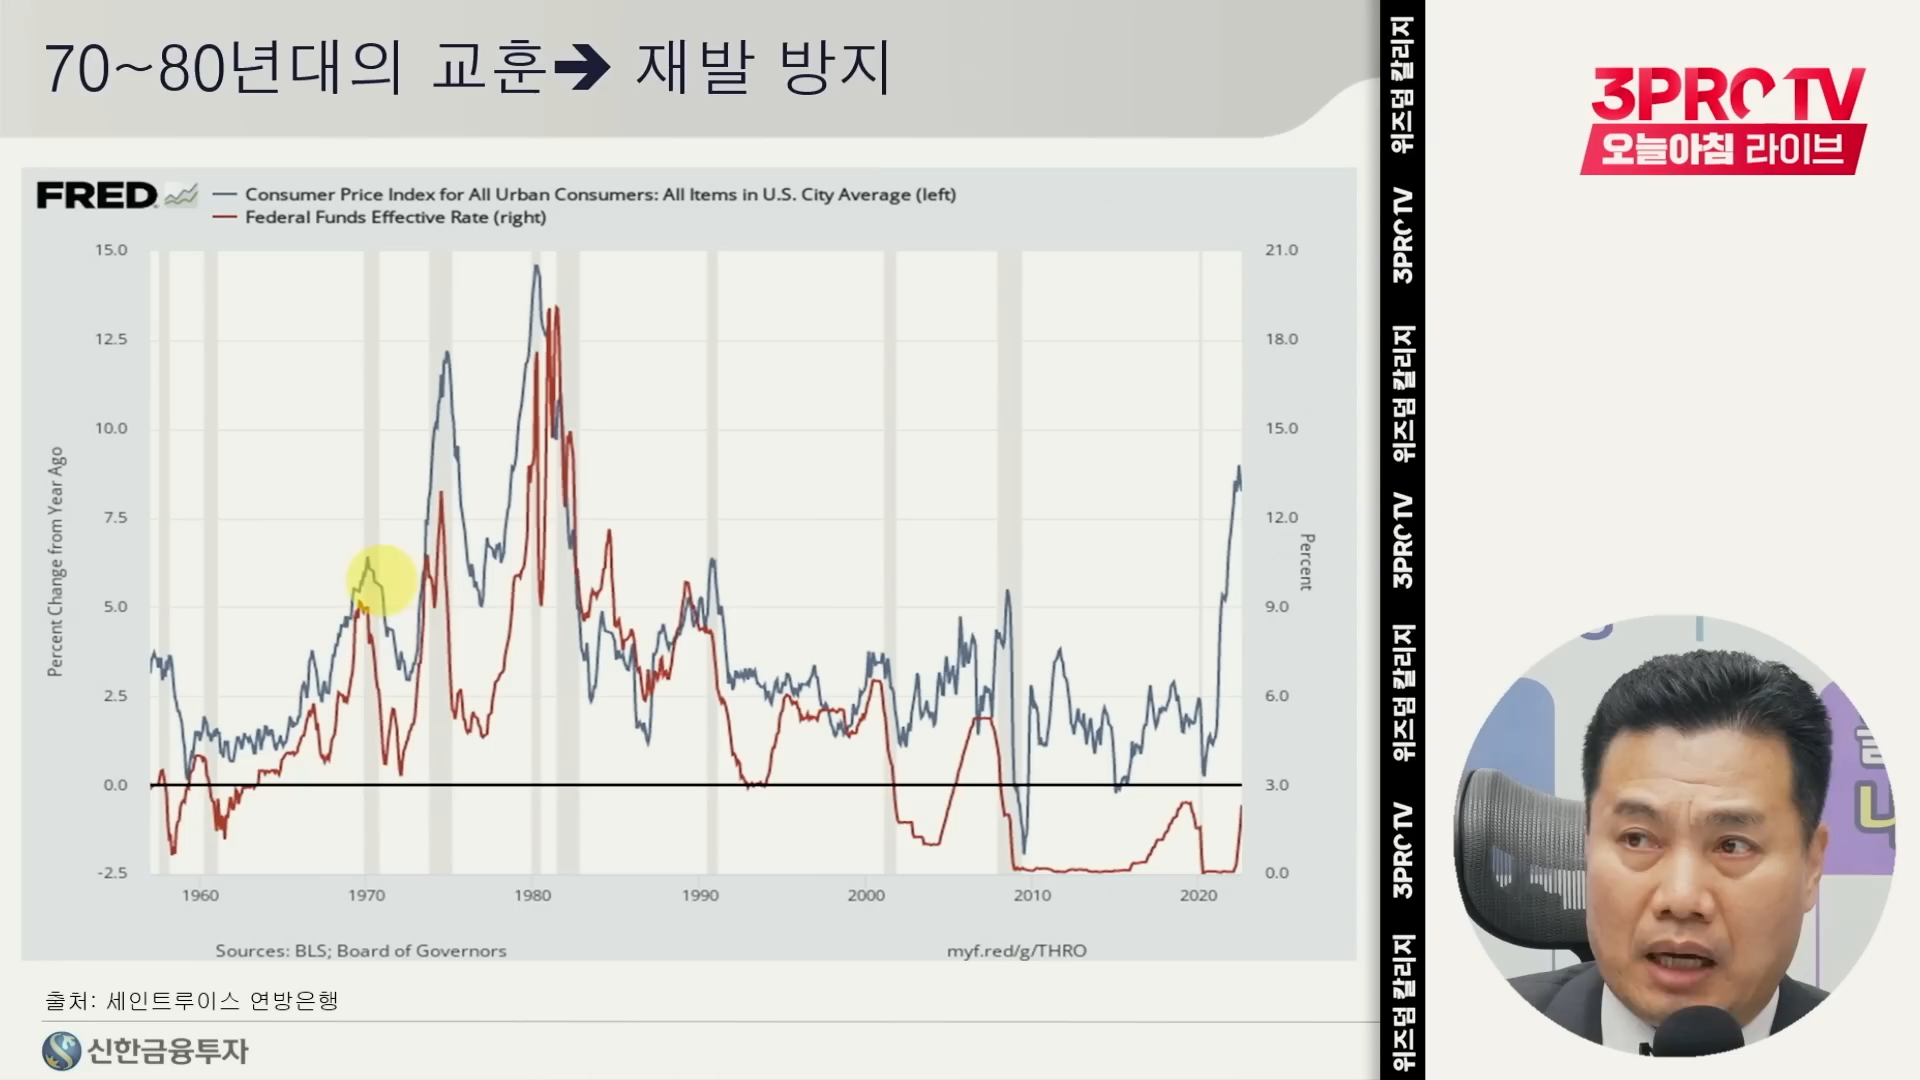 70~80년대의 교훈➔ 재발 방지
FRED
Consumer Price Index for All Urban Consumers: All Items in U.S. City Average (left)
Federal Funds Effective Rate (right)
15.0
12.5
10.0
7.5
5.0
2.5
0.0
-2.5
Percent Change from Year Ago
21.0
18.0
15.0
12.0
9.0
6.0
3.0
0.0
Percent
1960 1970 1980 1990 2000 2010 2020
Sources: BLS; Board of Governors
myf.red/g/THRO
출처: 세인트루이스 연방은행
신한금융투자
위즈덤 칼리지
3PROTV
위즈덤 칼리지
3PROTV
위즈덤 칼리지
3PROTV
위즈덤 칼리지
3PROTV
오늘아침 라이브